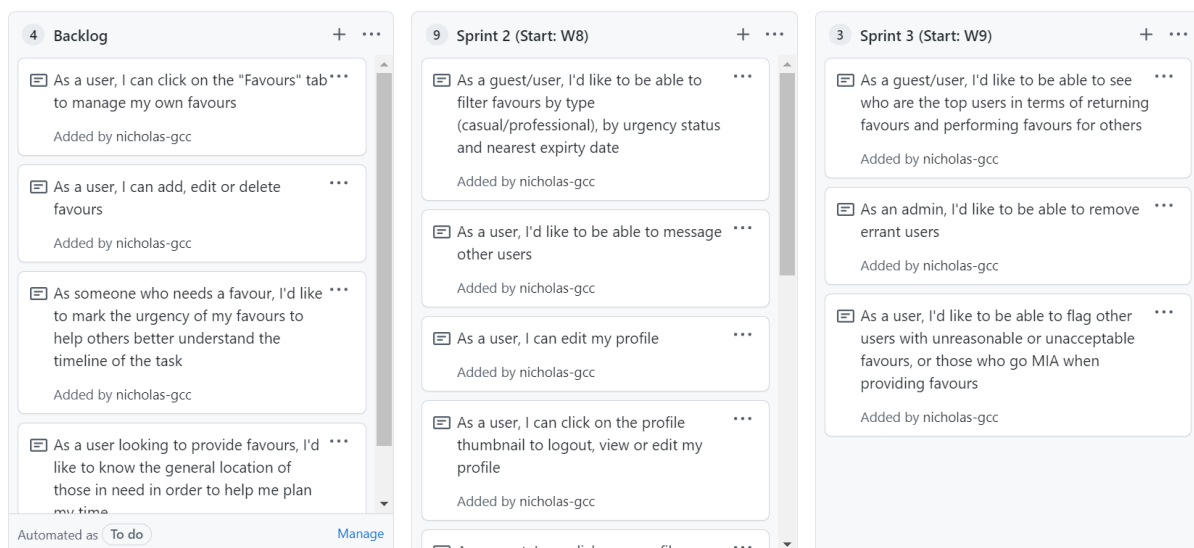 4 Backlog
As a user, I can click on the "Favours" tab
to manage my own favours
Added by nicholas-gcc
As a user, I can add, edit or delete
favours
Added by nicholas-gcc
As someone who needs a favour, I'd like
to mark the urgency of my favours to
help others better understand the
timeline of the task
Added by nicholas-gcc
As a user looking to provide favours, I'd
like to know the general location of
those in need in order to help me plan
my time
Automated as To do
Manage
9 Sprint 2 (Start: W8)
As a guest/user, I'd like to be able to
filter favours by type
(casual/professional), by urgency status
and nearest expirty date
Added by nicholas-gcc
As a user, I'd like to be able to message
other users
Added by nicholas-gcc
As a user, I can edit my profile
Added by nicholas-gcc
As a user, I can click on the profile
thumbnail to logout, view or edit my
profile
Added by nicholas-gcc
3 Sprint 3 (Start: W9)
As a guest/user, I'd like to be able to see
who are the top users in terms of returning
favours and performing favours for others
Added by nicholas-gcc
As an admin, I'd like to be able to remove
errant users
Added by nicholas-gcc
As a user, I'd like to be able to flag other
users with unreasonable or unacceptable
favours, or those who go MIA when
providing favours
Added by nicholas-gcc